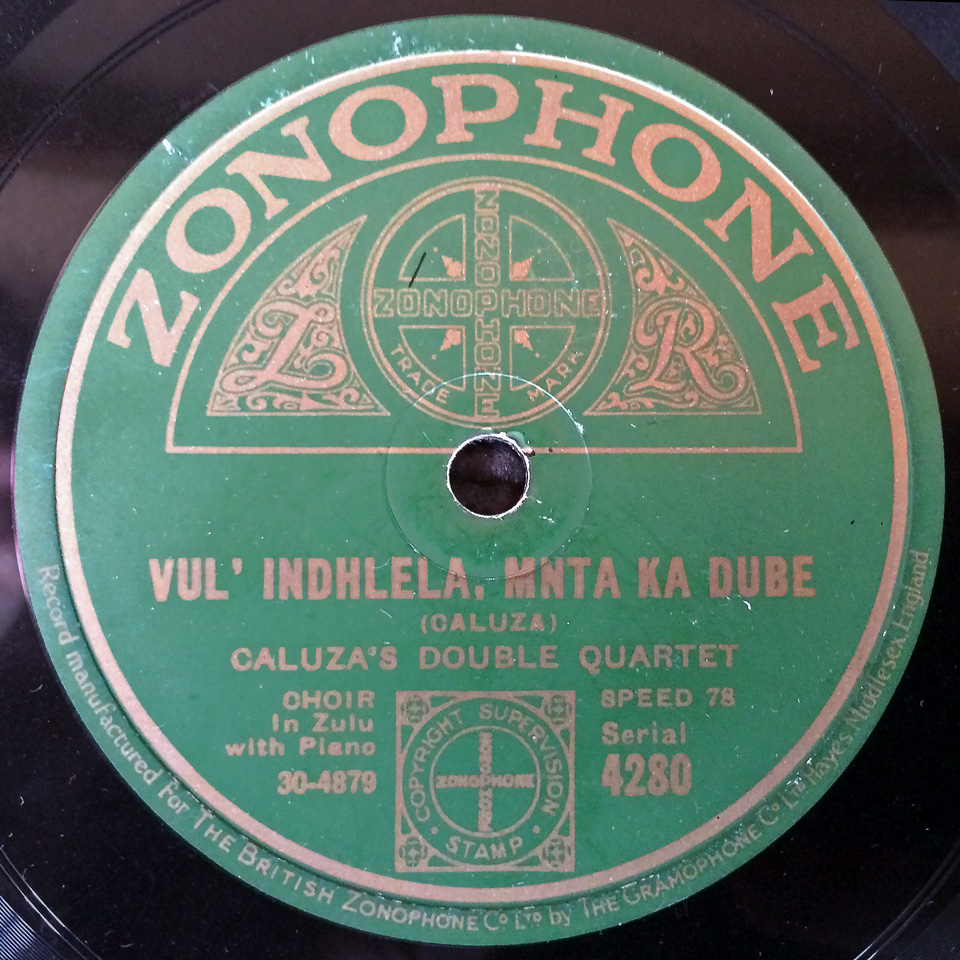 ZONOPHONE
ZONOPHONE
ZONOPHONE
TRADE MARK
Z
R
VUL' INDHLELA, MNTA KA DUBE
(CALUZA)
CALUZA'S DOUBLE QUARTET
CHOIR
In Zulu
with Piano
30-4879
SPEED 78
Serial
4280
COPYRIGHT SUPERVISION
STAMP
ZONOPHONE
ZONOPHONE
Record manufactured For THE BRITISH ZONOPHONE Co LTD by THE GRAMOPHONE Co LTD Hayes, Middlesex, England.